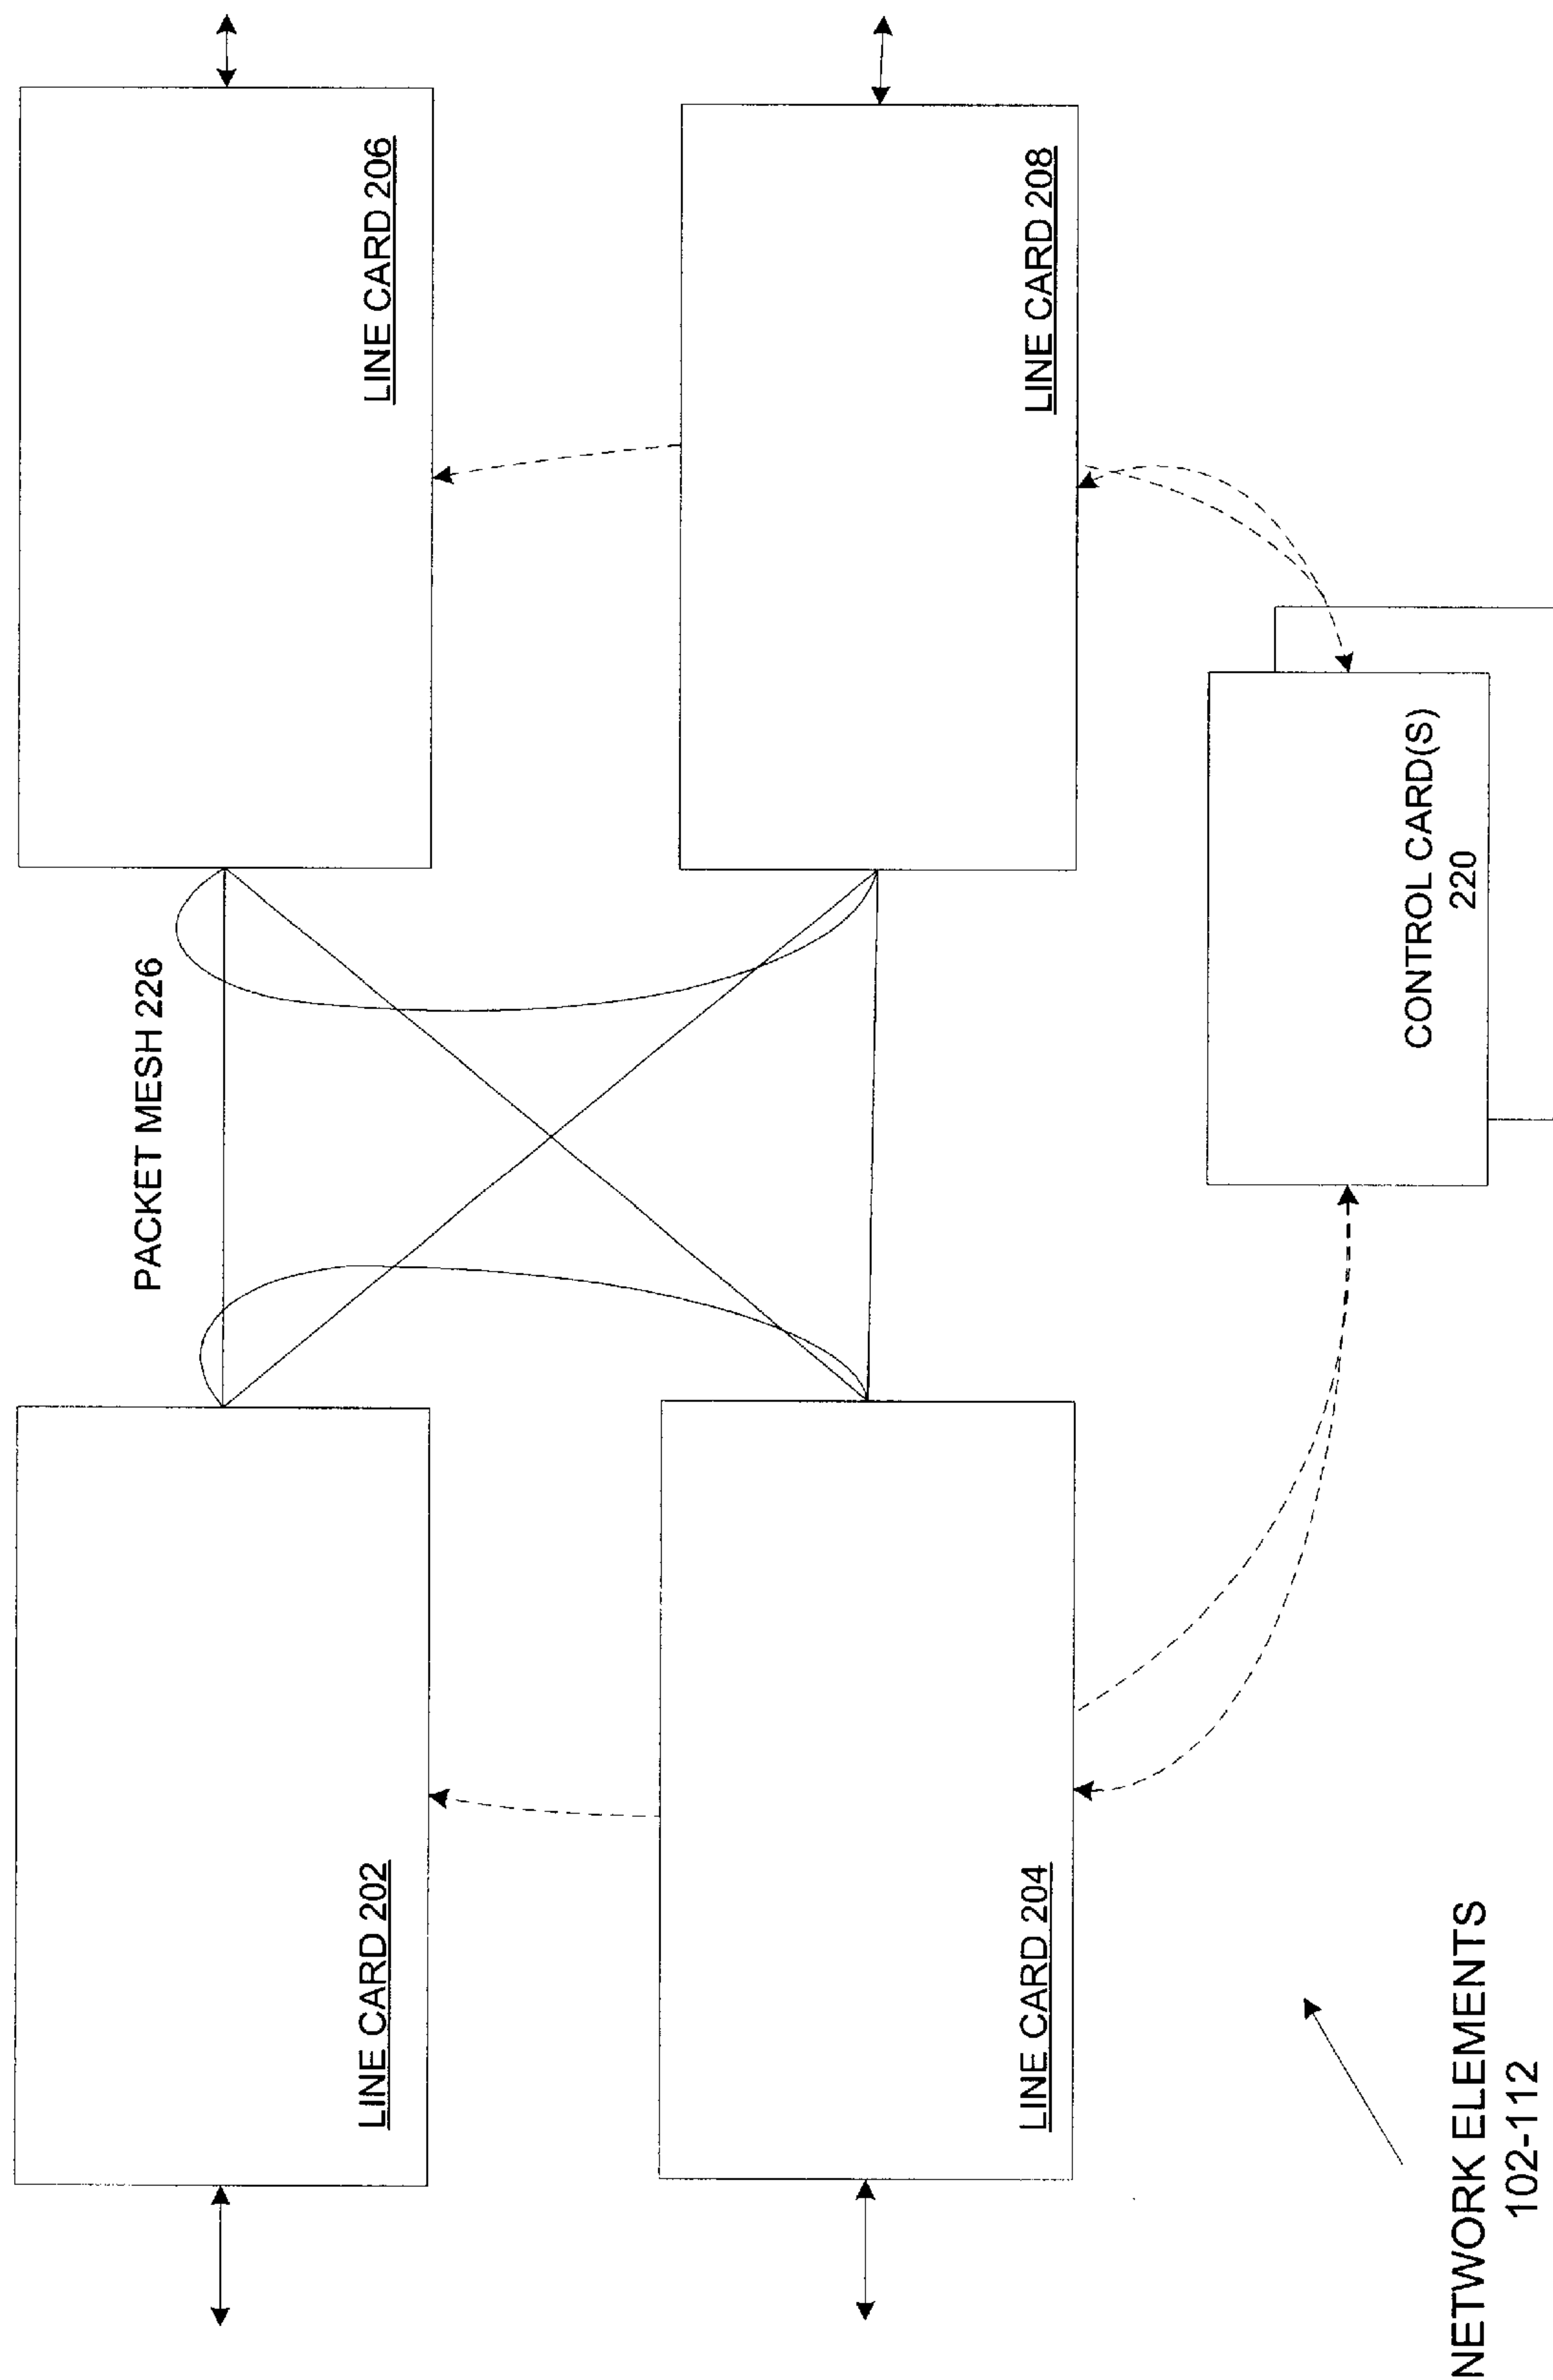 PACKET MESH 226
LINE CARD 202
LINE CARD 206
LINE CARD 204
LINE CARD 208
CONTROL CARD(S)
220
NETWORK ELEMENTS
102-112